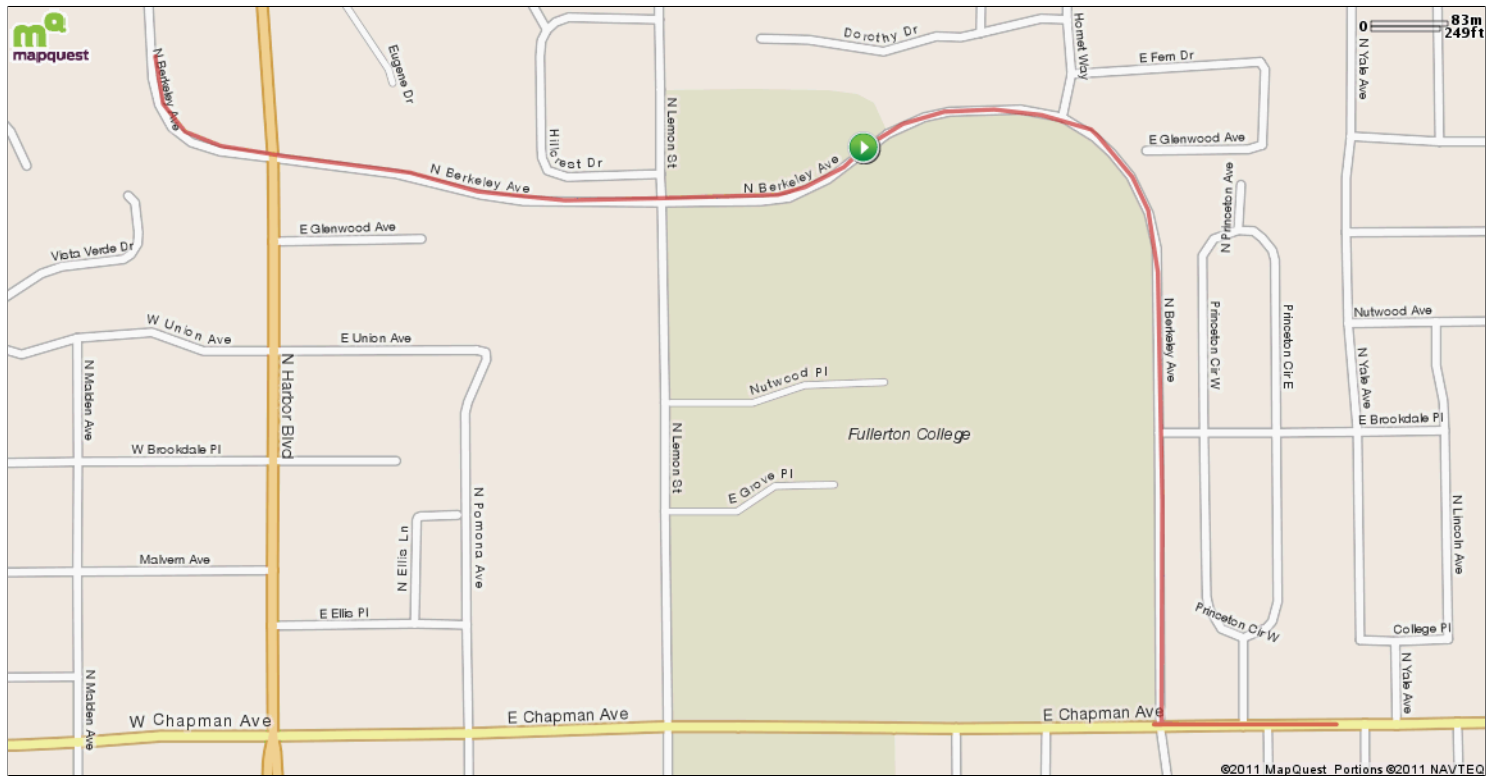 mapquest
0
83m
249ft
N Berkeley Ave
Eugene Dr
Dorothy Dr
Hornet Way
E Fern Dr
N Yale Ave
N Lemon St
Hillcrest Dr
E Glenwood Ave
N Berkeley Ave
N Berkeley Ave
N Princeton Ave
E Glenwood Ave
Vista Verde Dr
W Union Ave
E Union Ave
N Berkeley Ave
Princeton Cir W
Princeton Cir E
Nutwood Ave
N Malden Ave
N Harbor Blvd
Nutwood Pl
N Yale Ave
E Brookdale Pl
W Brookdale Pl
N Lemon St
Fullerton College
E Grove Pl
N Pomona Ave
N Lincoln Ave
N Ellis Ln
Malvern Ave
E Ellis Pl
Princeton Cir W
College Pl
N Malden Ave
N Yale Ave
W Chapman Ave
E Chapman Ave
E Chapman Ave
©2011 MapQuest Portions ©2011 NAVTEQ